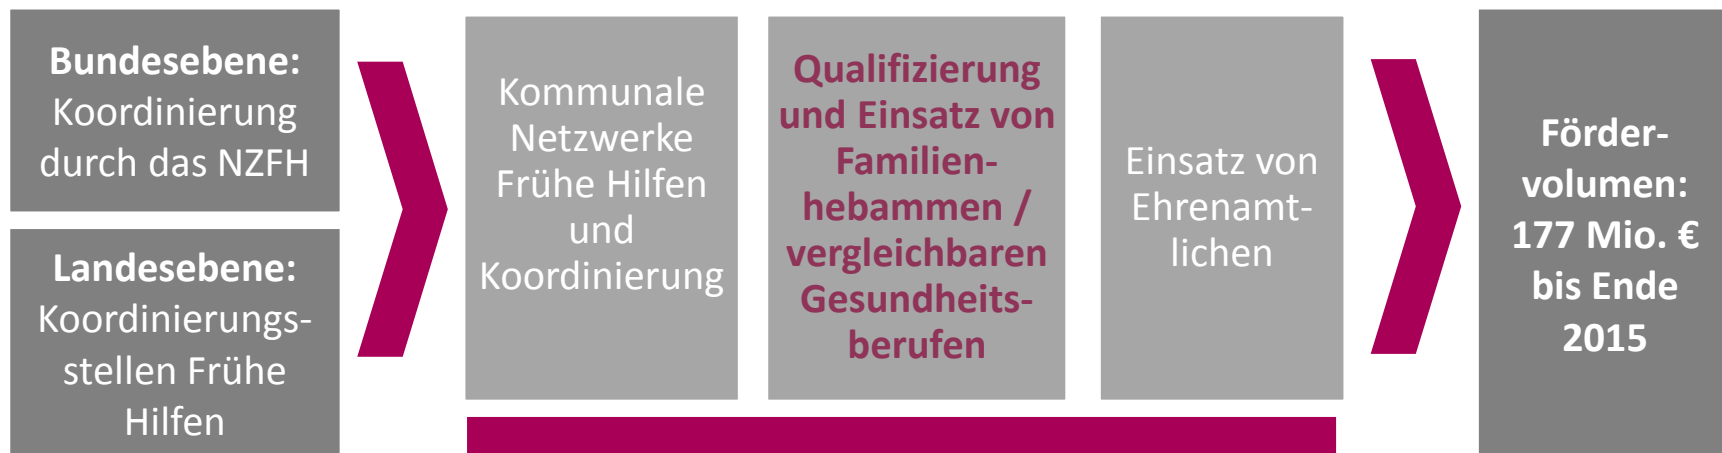 Bundesebene:
Koordinierung
durch das NZFH
Landesebene:
Koordinierungs-
stellen Frühe
Hilfen
Kommunale
Netzwerke
Frühe Hilfen
und
Koordinierung
Qualifizierung
und Einsatz von
Familien-
hebammen /
vergleichbaren
Gesundheits-
berufen
Einsatz von
Ehrenamt-
lichen
Förder-
volumen:
177 Mio. €
bis Ende
2015